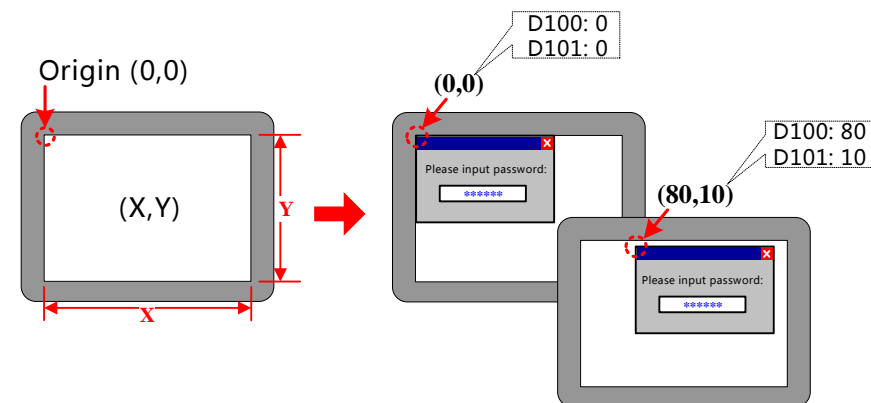 Origin (0,0)
(X,Y)
Y
X
D100: 0
D101: 0
(0,0)
Please input password:
******
D100: 80
D101: 10
(80,10)
Please input password:
******